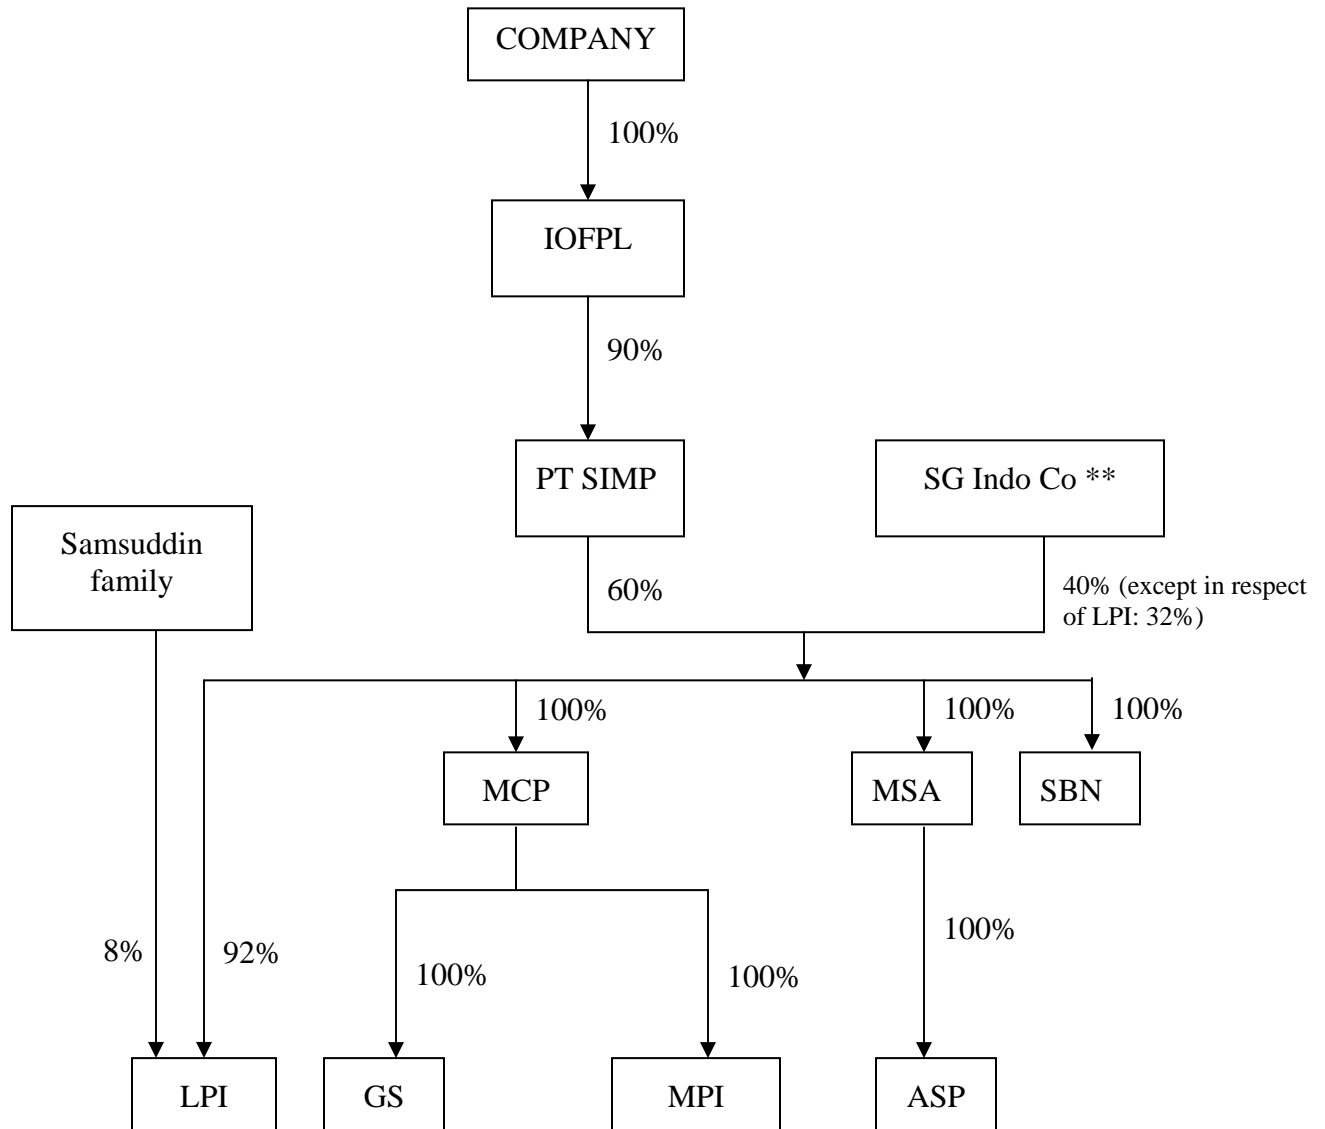 COMPANY
100%
IOFPL
90%
PT SIMP
SG Indo Co **
Samsuddin
family
60%
40% (except in respect
of LPI: 32%)
100%
100%
100%
MCP
MSA
SBN
8%
92%
100%
100%
100%
LPI
GS
MPI
ASP